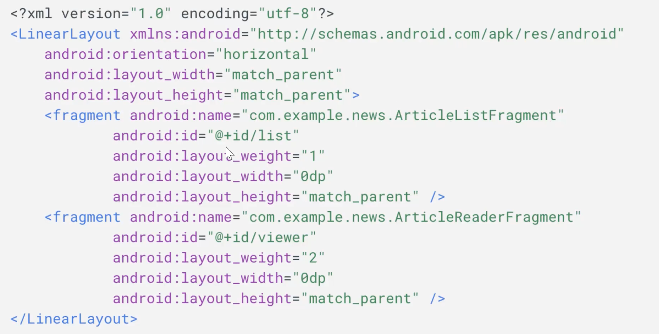 <?xml version="1.0" encoding="utf-8"?>
<LinearLayout xmlns:android="http://schemas.android.com/apk/res/android"
    android:orientation="horizontal"
    android:layout_width="match_parent"
    android:layout_height="match_parent">
    <fragment android:name="com.example.news.ArticleListFragment"
            android:id="@+id/list"
            android:layout_weight="1"
            android:layout_width="0dp"
            android:layout_height="match_parent" />
    <fragment android:name="com.example.news.ArticleReaderFragment"
            android:id="@+id/viewer"
            android:layout_weight="2"
            android:layout_width="0dp"
            android:layout_height="match_parent" />
</LinearLayout>